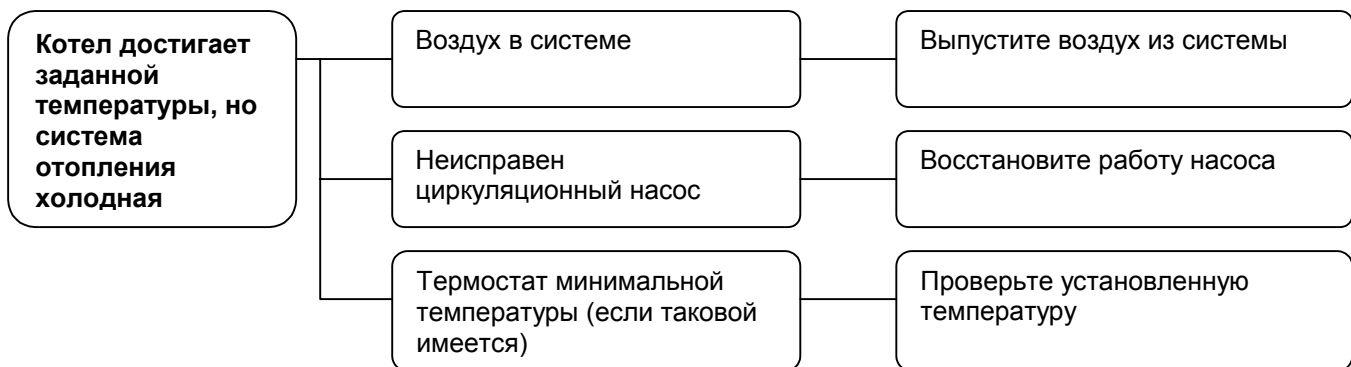 Котел достигает
заданной
температуры, но
система
отопления
холодная
Воздух в системе
Выпустите воздух из системы
Неисправен
циркуляционный насос
Восстановите работу насоса
Термостат минимальной
температуры (если таковой
имеется)
Проверьте установленную
температуру